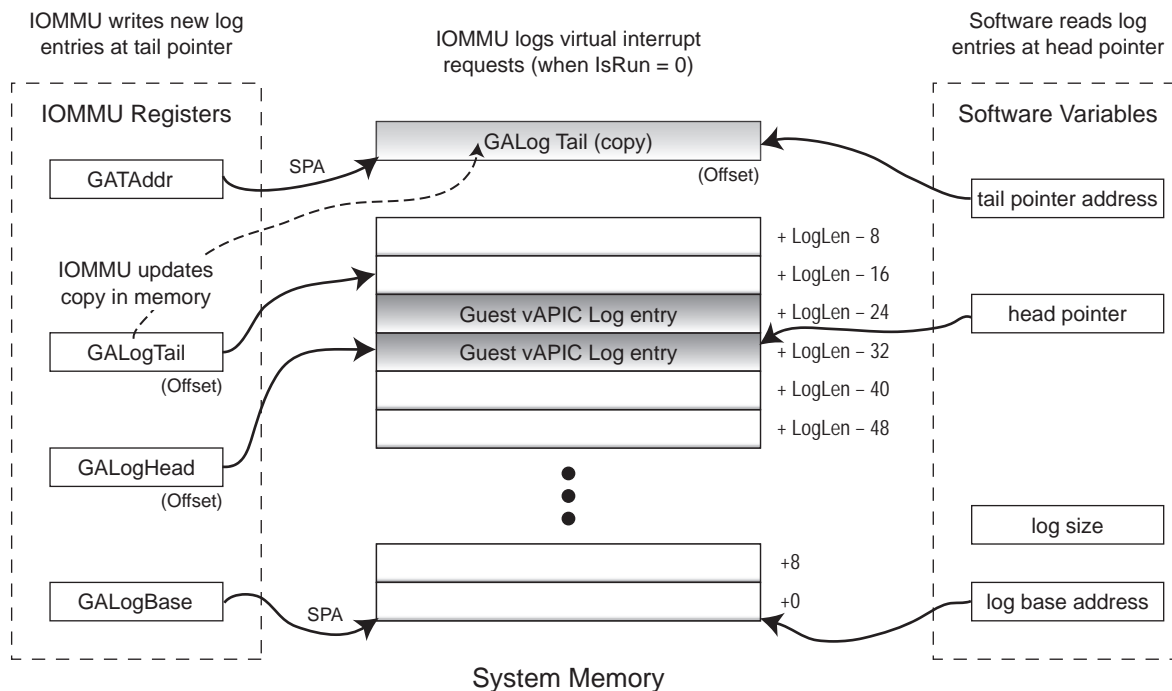 IOMMU writes new log
entries at tail pointer
IOMMU logs virtual interrupt
requests (when IsRun = 0)
Software reads log
entries at head pointer
IOMMU Registers
Software Variables
GALog Tail (copy)
(Offset)
GATAddr
SPA
tail pointer address
+ LogLen – 8
IOMMU updates
copy in memory
+ LogLen – 16
Guest vAPIC Log entry
+ LogLen – 24
head pointer
GALogTail
(Offset)
Guest vAPIC Log entry
+ LogLen – 32
+ LogLen – 40
+ LogLen – 48
GALogHead
(Offset)
log size
+8
GALogBase
SPA
+0
log base address
System Memory